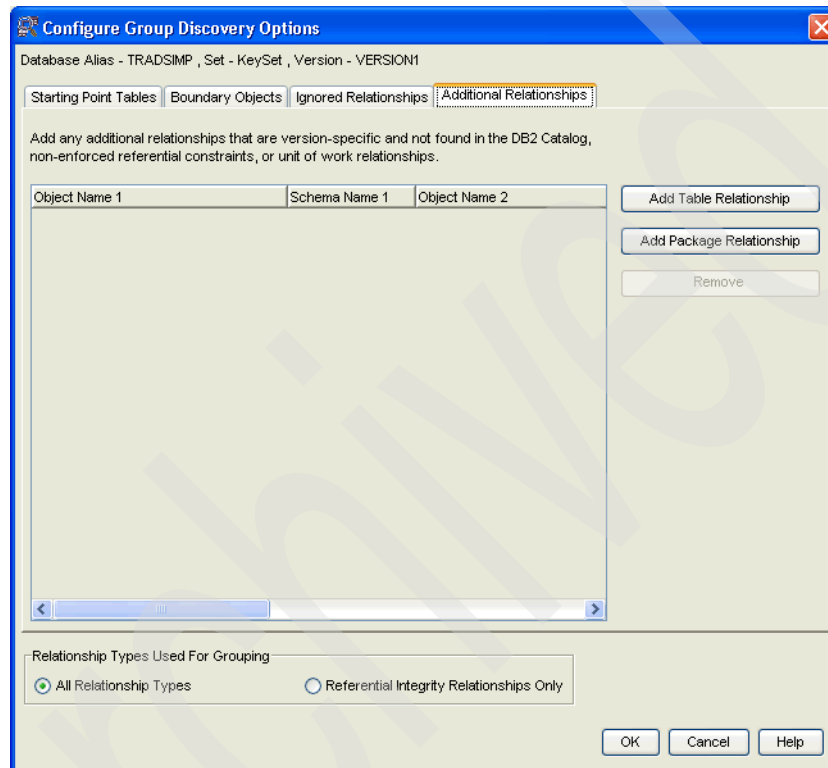 Configure Group Discovery Options
Database Alias - TRADSIMP , Set - KeySet , Version - VERSION1
Starting Point Tables Boundary Objects Ignored Relationships Additional Relationships
Add any additional relationships that are version-specific and not found in the DB2 Catalog,
non-enforced referential constraints, or unit of work relationships.
Object Name 1 Schema Name 1 Object Name 2
Add Table Relationship
Add Package Relationship
Remove
Relationship Types Used For Grouping
All Relationship Types Referential Integrity Relationships Only
OK Cancel Help